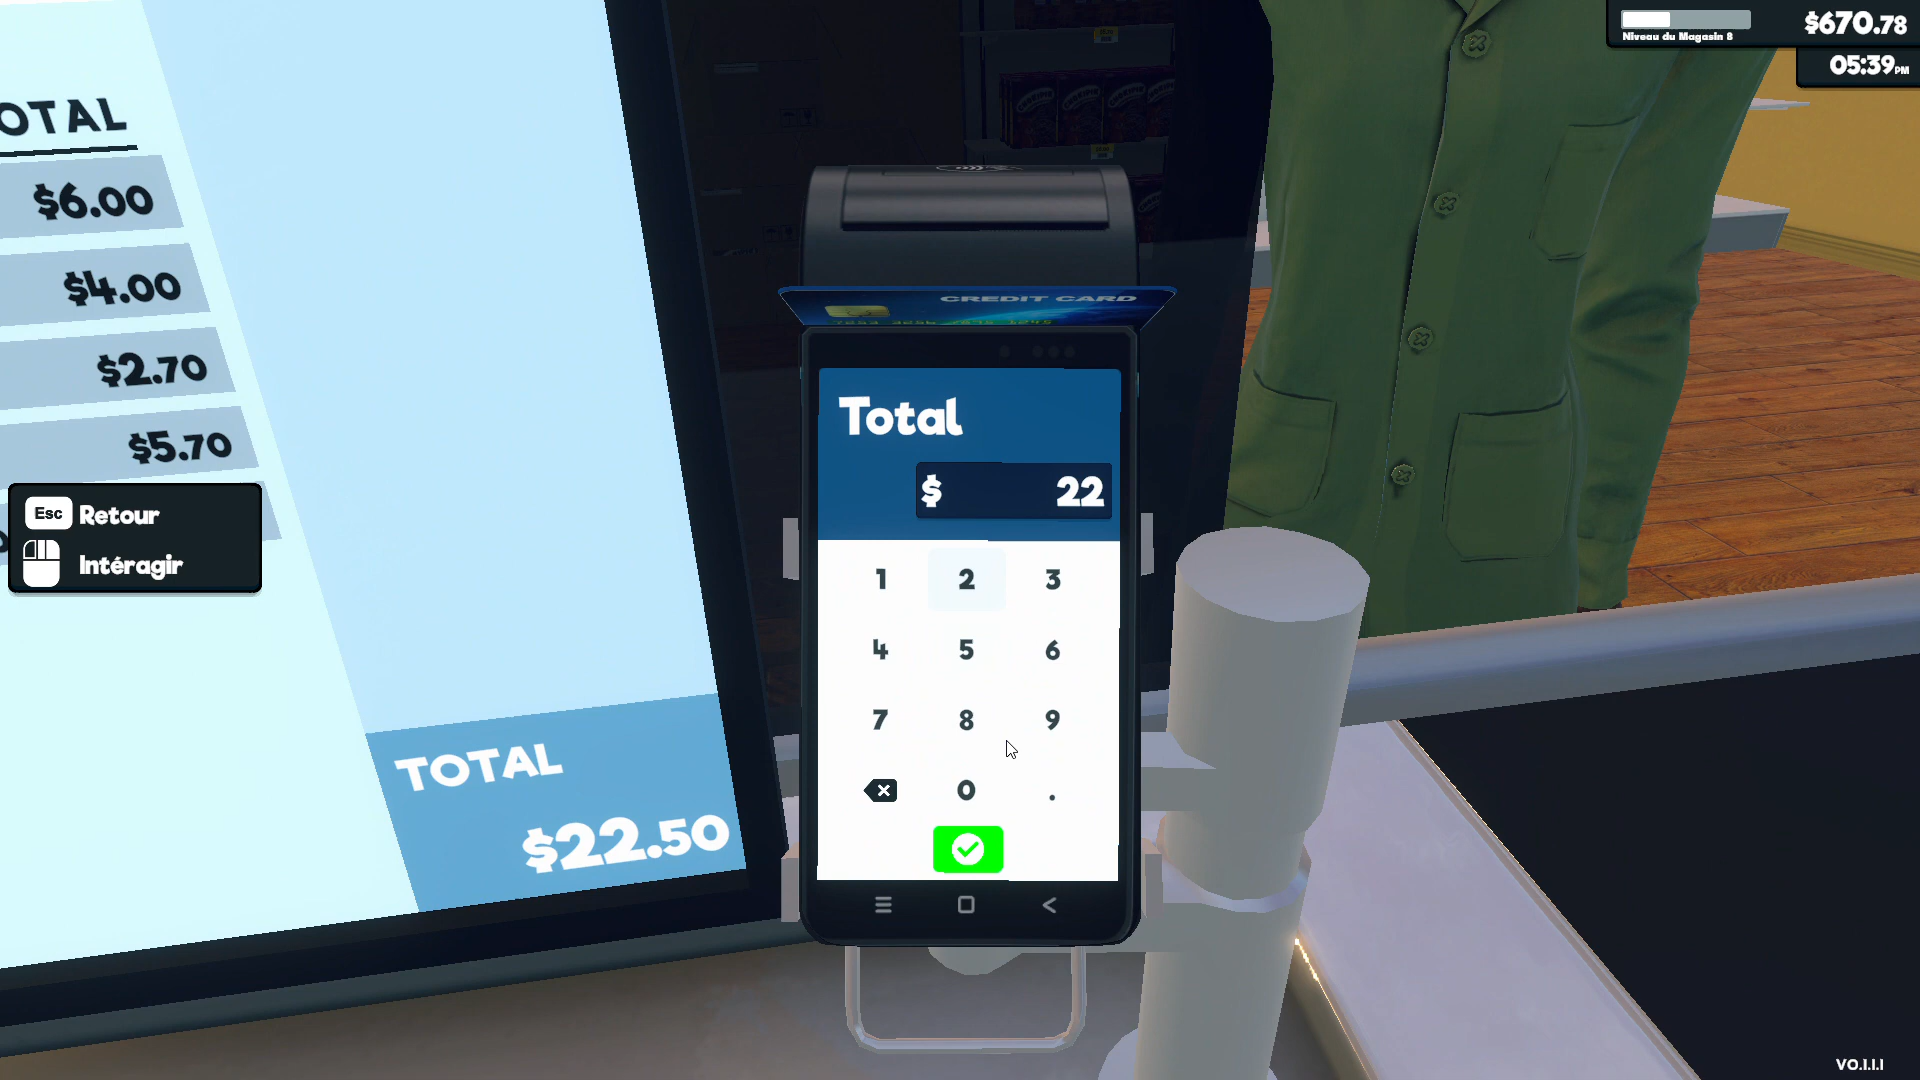 $670.78
Niveau du Magasin 8
05:39PM
OTAL
$6.00
$4.00
$2.70
$5.70
Esc Retour
Intéragir
TOTAL
$22.50
CREDIT CARD
Total
$ 22
1 2 3
4 5 6
7 8 9
0 .
V0.1.1.1